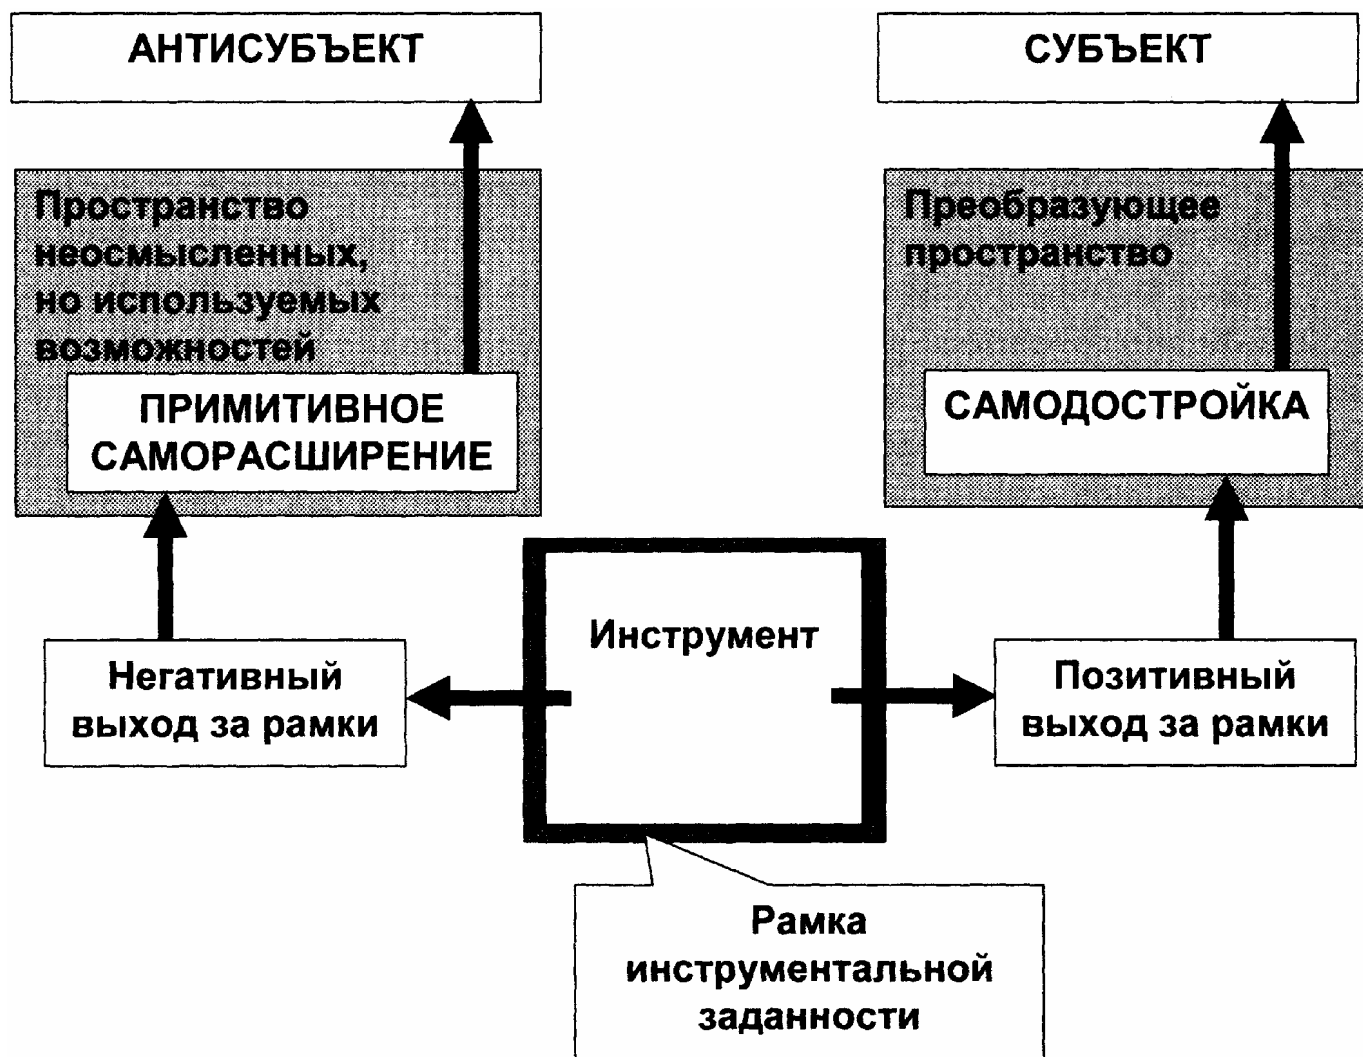 АНТИСУБЪЕКТ
СУБЪЕКТ
Пространство
неосмысленных,
но используемых
возможностей
ПРИМИТИВНОЕ
САМОРАСШИРЕНИЕ
Преобразующее
пространство
САМОДОСТРОЙКА
Инструмент
Негативный
выход за рамки
Позитивный
выход за рамки
Рамка
инструментальной
заданности